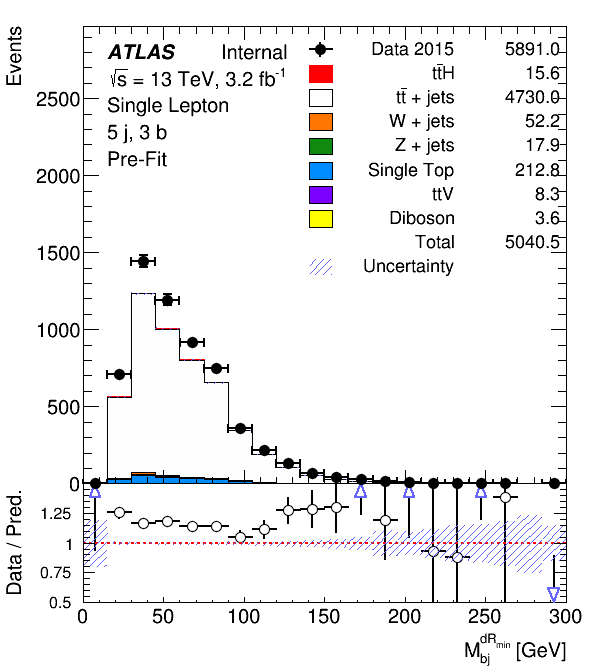 Events
ATLAS Internal
√s = 13 TeV, 3.2 fb⁻¹
Single Lepton
5 j, 3 b
Pre-Fit
Data 2015 5891.0
tt̄H 15.6
tt̄ + jets 4730.0
W + jets 52.2
Z + jets 17.9
Single Top 212.8
ttV 8.3
Diboson 3.6
Total 5040.5
Uncertainty
2500
2000
1500
1000
500
0
Data / Pred.
1.25
1
0.75
0.5
0 50 100 150 200 250 300
M_bj^dR_min [GeV]